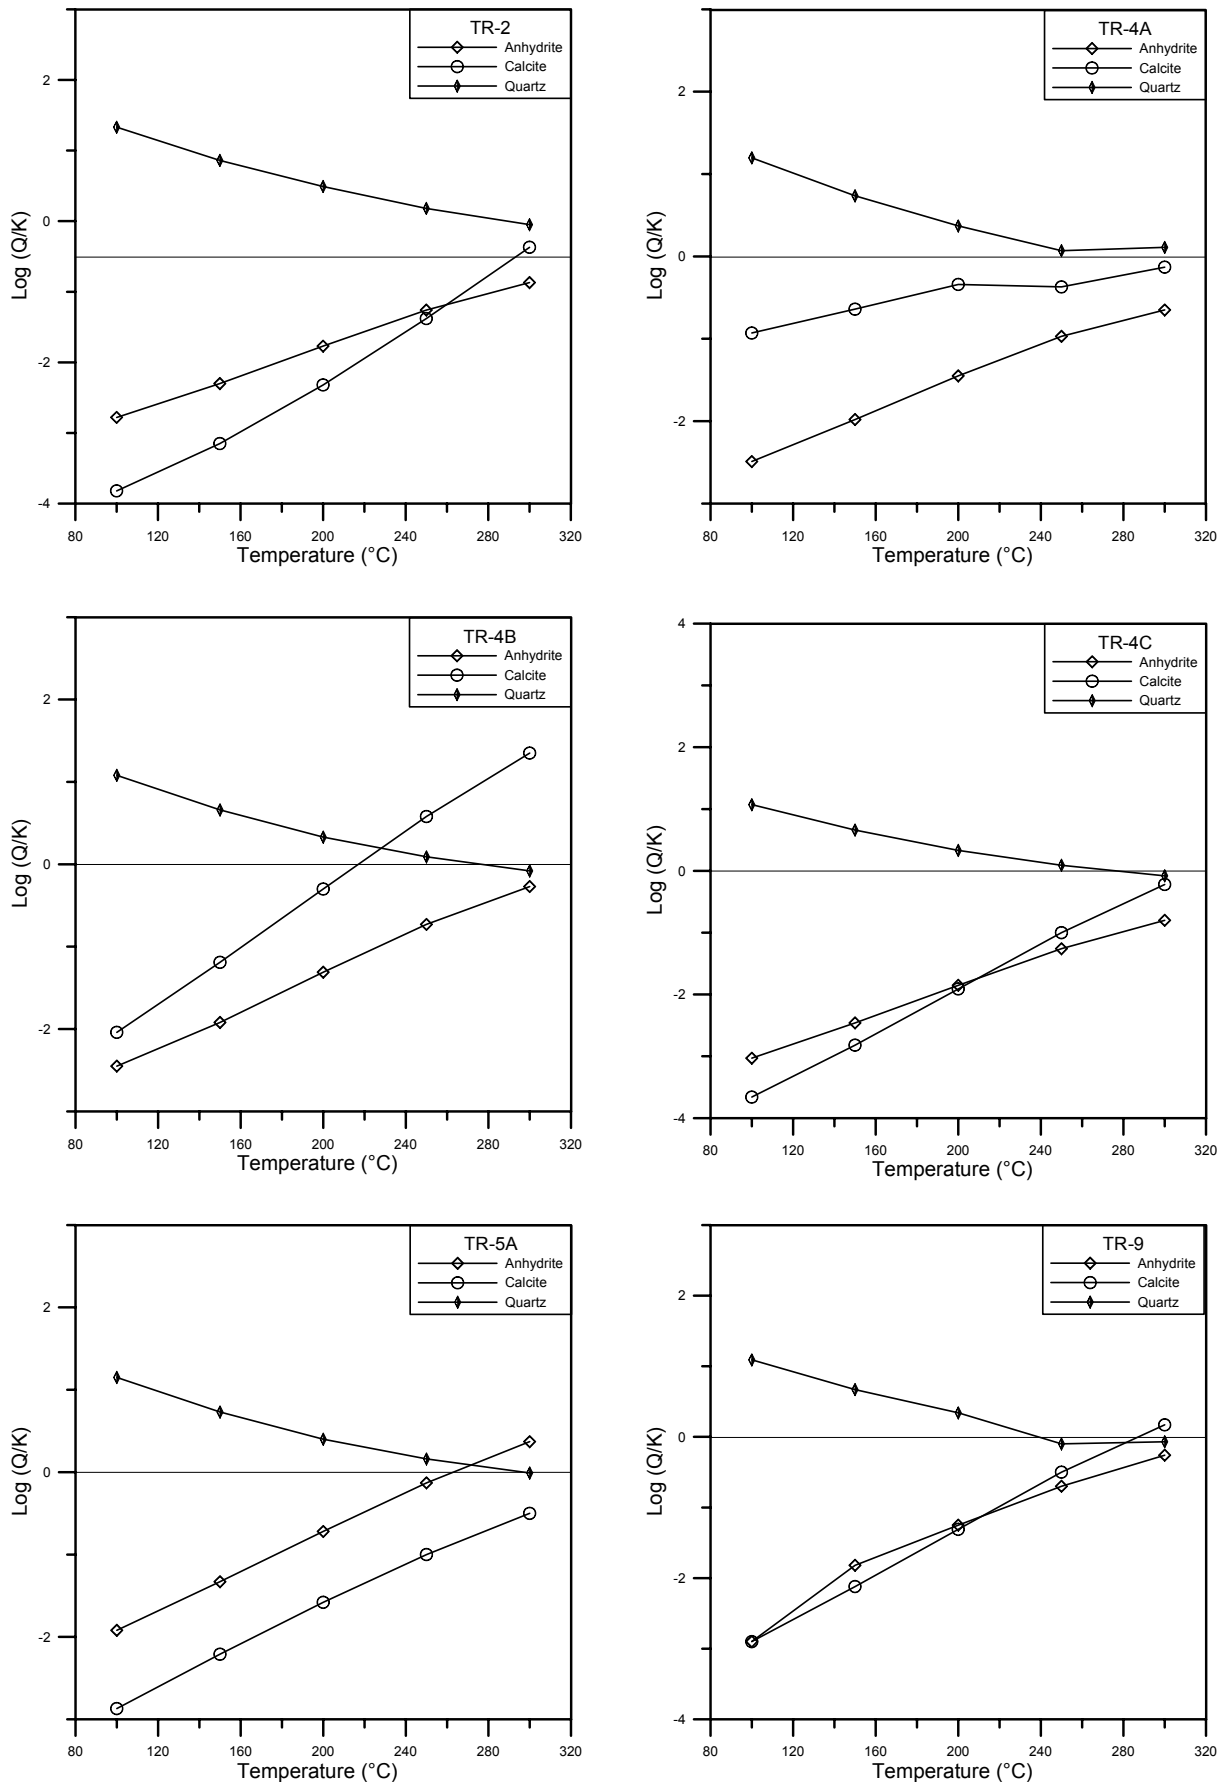 TR-2
Anhydrite
Calcite
Quartz
2
0
-2
-4
Log (Q/K)
80 120 160 200 240 280 320
Temperature (°C)
TR-4A
Anhydrite
Calcite
Quartz
2
0
-2
Log (Q/K)
80 120 160 200 240 280 320
Temperature (°C)
TR-4B
Anhydrite
Calcite
Quartz
2
0
-2
Log (Q/K)
80 120 160 200 240 280 320
Temperature (°C)
TR-4C
Anhydrite
Calcite
Quartz
4
2
0
-2
-4
Log (Q/K)
80 120 160 200 240 280 320
Temperature (°C)
TR-5A
Anhydrite
Calcite
Quartz
2
0
-2
Log (Q/K)
80 120 160 200 240 280 320
Temperature (°C)
TR-9
Anhydrite
Calcite
Quartz
2
0
-2
-4
Log (Q/K)
80 120 160 200 240 280 320
Temperature (°C)